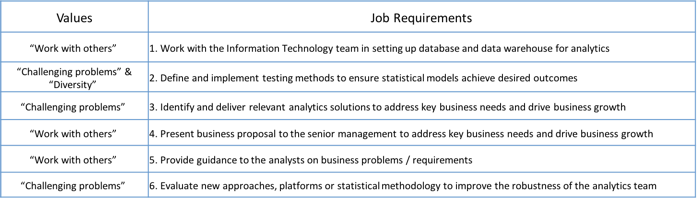 Values Job Requirements
“Work with others” 1. Work with the Information Technology team in setting up database and data warehouse for analytics
“Challenging problems” &
“Diversity” 2. Define and implement testing methods to ensure statistical models achieve desired outcomes
“Challenging problems” 3. Identify and deliver relevant analytics solutions to address key business needs and drive business growth
“Work with others” 4. Present business proposal to the senior management to address key business needs and drive business growth
“Work with others” 5. Provide guidance to the analysts on business problems / requirements
“Challenging problems” 6. Evaluate new approaches, platforms or statistical methodology to improve the robustness of the analytics team